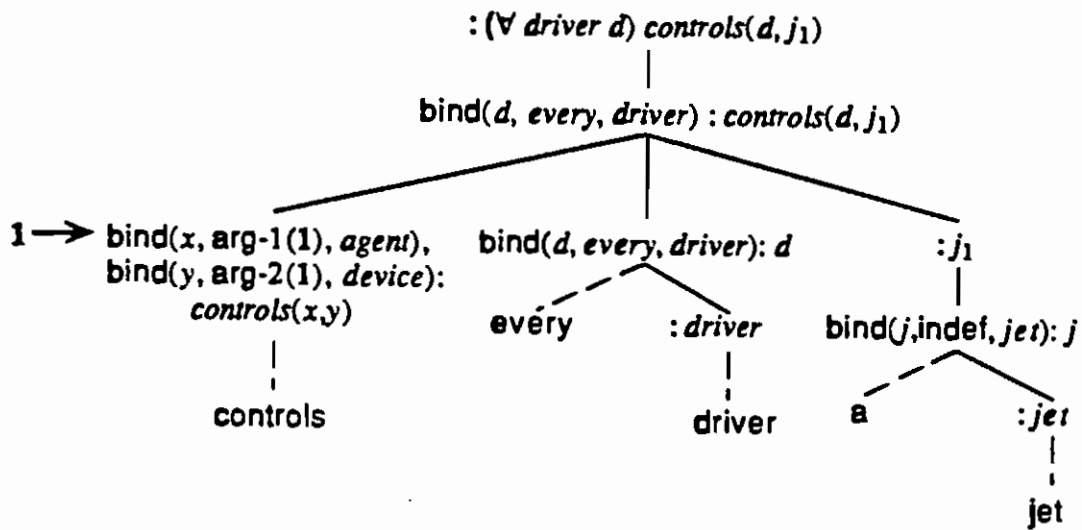 : (∀ driver d) controls(d, j₁)
bind(d, every, driver) : controls(d, j₁)
1 → bind(x, arg-1(1), agent), bind(d, every, driver): d : j₁
bind(y, arg-2(1), device):
controls(x,y) every : driver bind(j,indef, jet): j
controls driver a : jet
jet